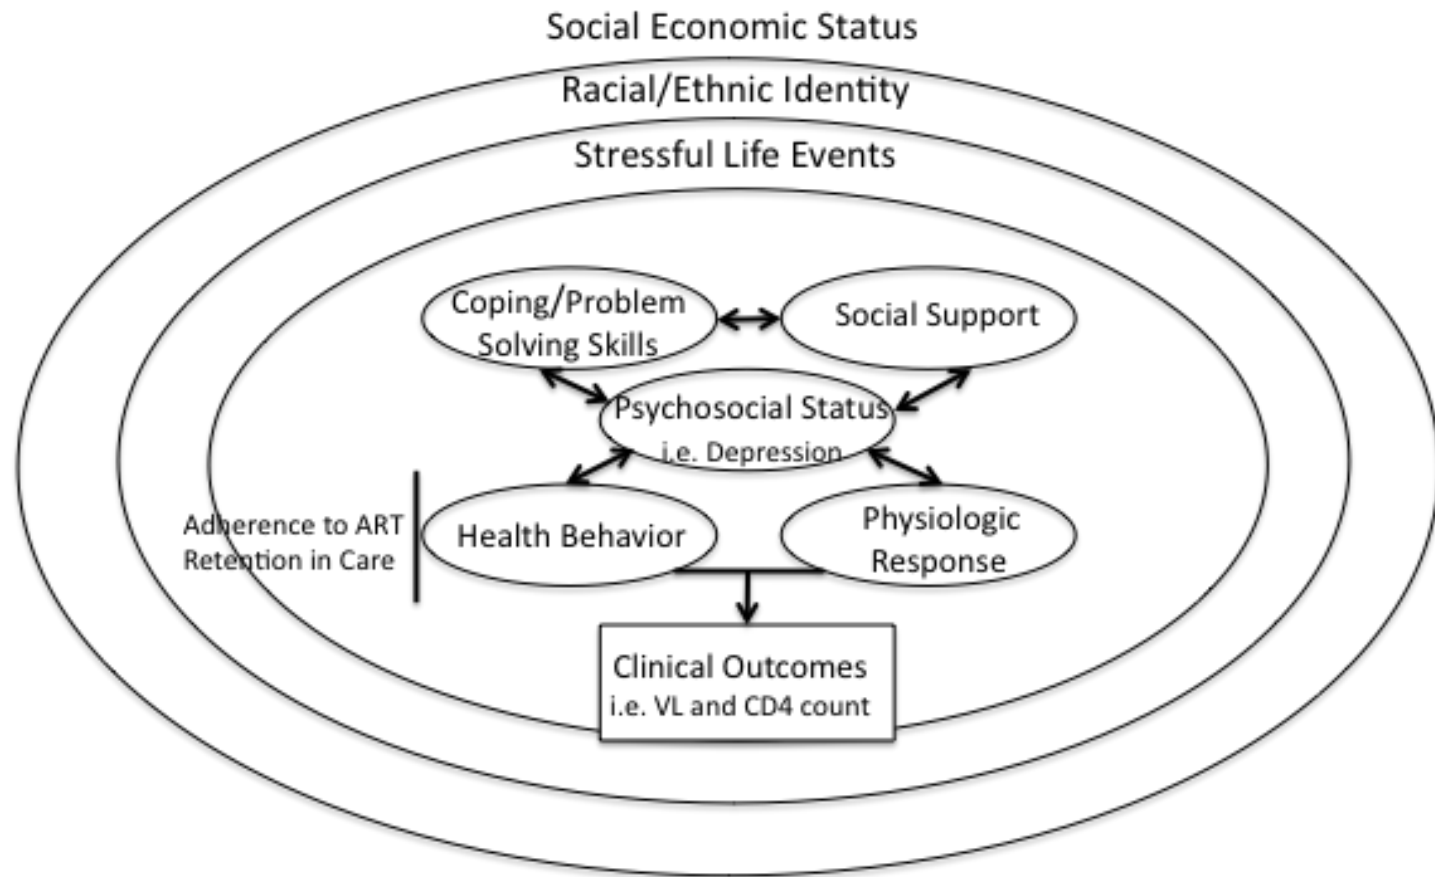 Social Economic Status
Racial/Ethnic Identity
Stressful Life Events
Coping/Problem
Solving Skills
Social Support
Psychosocial Status
i.e. Depression
Adherence to ART
Retention in Care
Health Behavior
Physiologic
Response
Clinical Outcomes
i.e. VL and CD4 count